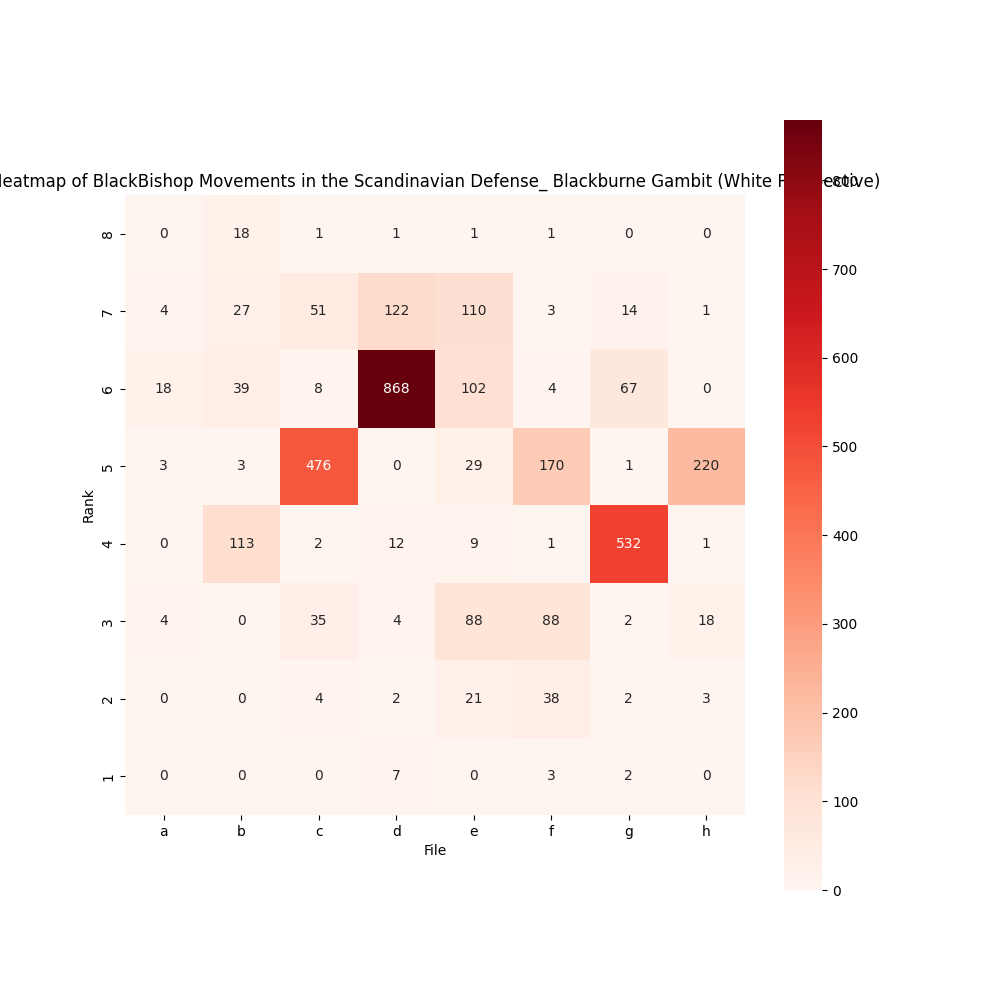 Heatmap of BlackBishop Movements in the Scandinavian Defense_ Blackburne Gambit (White
8 0 18 1 1 1 1 0 0
7 4 27 51 122 110 3 14 1
6 18 39 8 868 102 4 67 0
5 3 3 476 0 29 170 1 220
4 0 113 2 12 9 1 532 1
3 4 0 35 4 88 88 2 18
2 0 0 4 2 21 38 2 3
1 0 0 0 7 0 3 2 0
a b c d e f g h
Rank
File
800
700
600
500
400
300
200
100
0